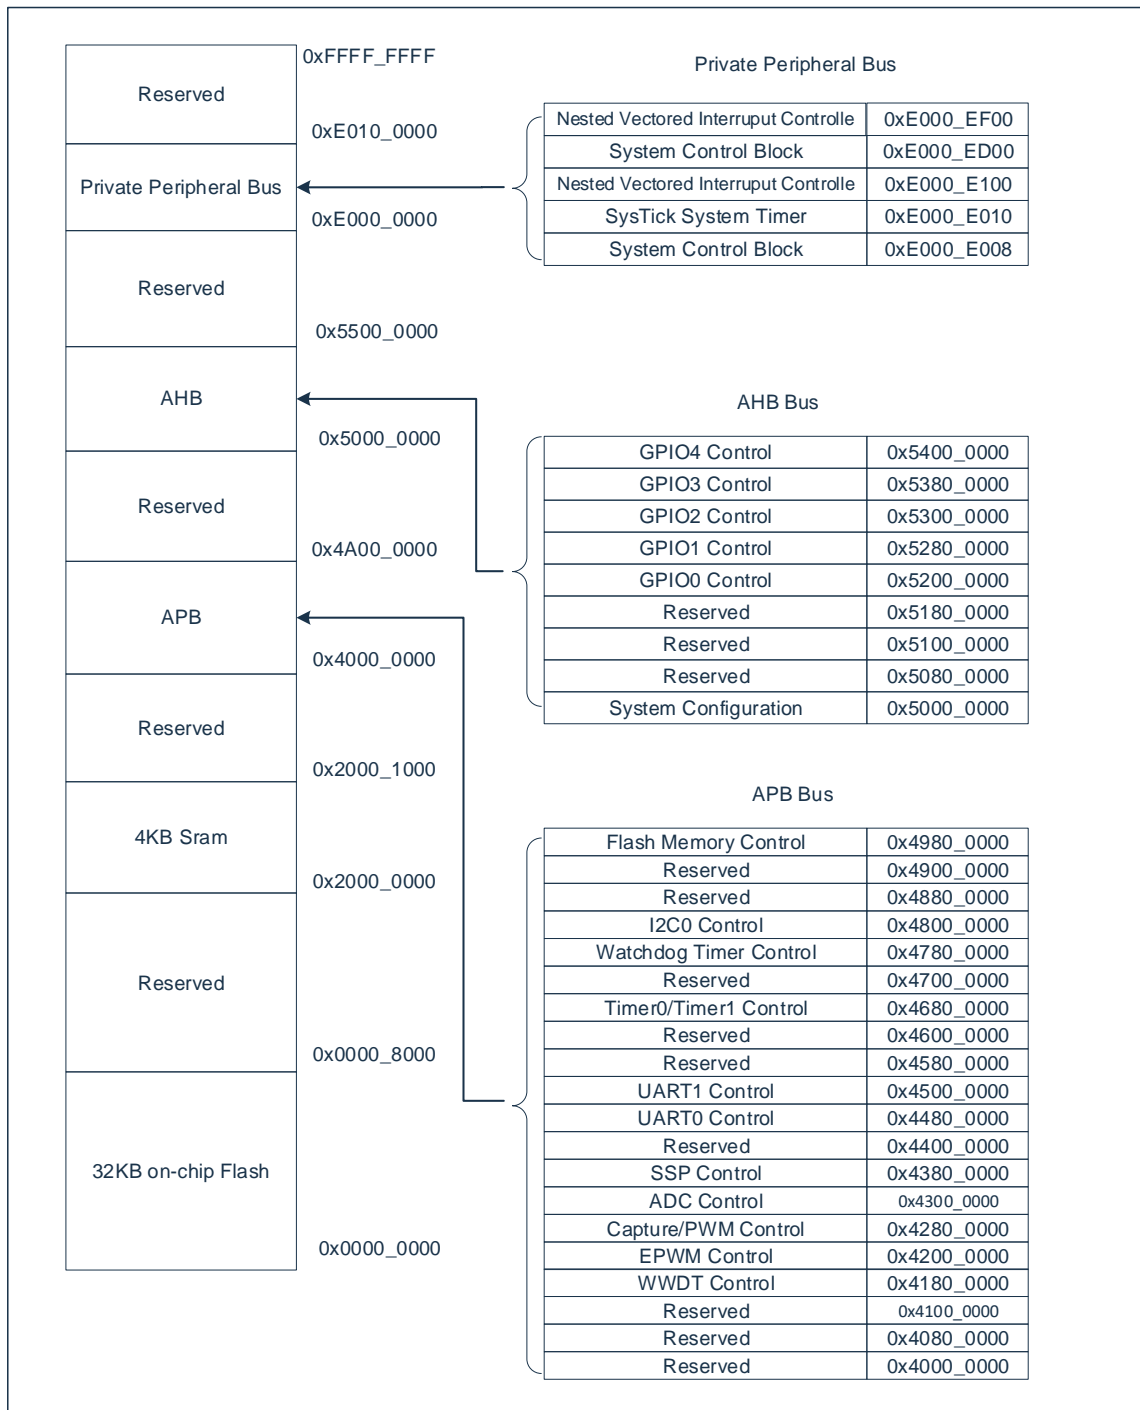 0xFFFF_FFFF
Reserved
0xE010_0000
Private Peripheral Bus
0xE000_0000
Reserved
0x5500_0000
AHB
0x5000_0000
Reserved
0x4A00_0000
APB
0x4000_0000
Reserved
0x2000_1000
4KB Sram
0x2000_0000
Reserved
0x0000_8000
32KB on-chip Flash
0x0000_0000
Private Peripheral Bus
Nested Vectored Interruput Controlle 0xE000_EF00
System Control Block 0xE000_ED00
Nested Vectored Interruput Controlle 0xE000_E100
SysTick System Timer 0xE000_E010
System Control Block 0xE000_E008
AHB Bus
GPIO4 Control 0x5400_0000
GPIO3 Control 0x5380_0000
GPIO2 Control 0x5300_0000
GPIO1 Control 0x5280_0000
GPIO0 Control 0x5200_0000
Reserved 0x5180_0000
Reserved 0x5100_0000
Reserved 0x5080_0000
System Configuration 0x5000_0000
APB Bus
Flash Memory Control 0x4980_0000
Reserved 0x4900_0000
Reserved 0x4880_0000
I2C0 Control 0x4800_0000
Watchdog Timer Control 0x4780_0000
Reserved 0x4700_0000
Timer0/Timer1 Control 0x4680_0000
Reserved 0x4600_0000
Reserved 0x4580_0000
UART1 Control 0x4500_0000
UART0 Control 0x4480_0000
Reserved 0x4400_0000
SSP Control 0x4380_0000
ADC Control 0x4300_0000
Capture/PWM Control 0x4280_0000
EPWM Control 0x4200_0000
WWDT Control 0x4180_0000
Reserved 0x4100_0000
Reserved 0x4080_0000
Reserved 0x4000_0000